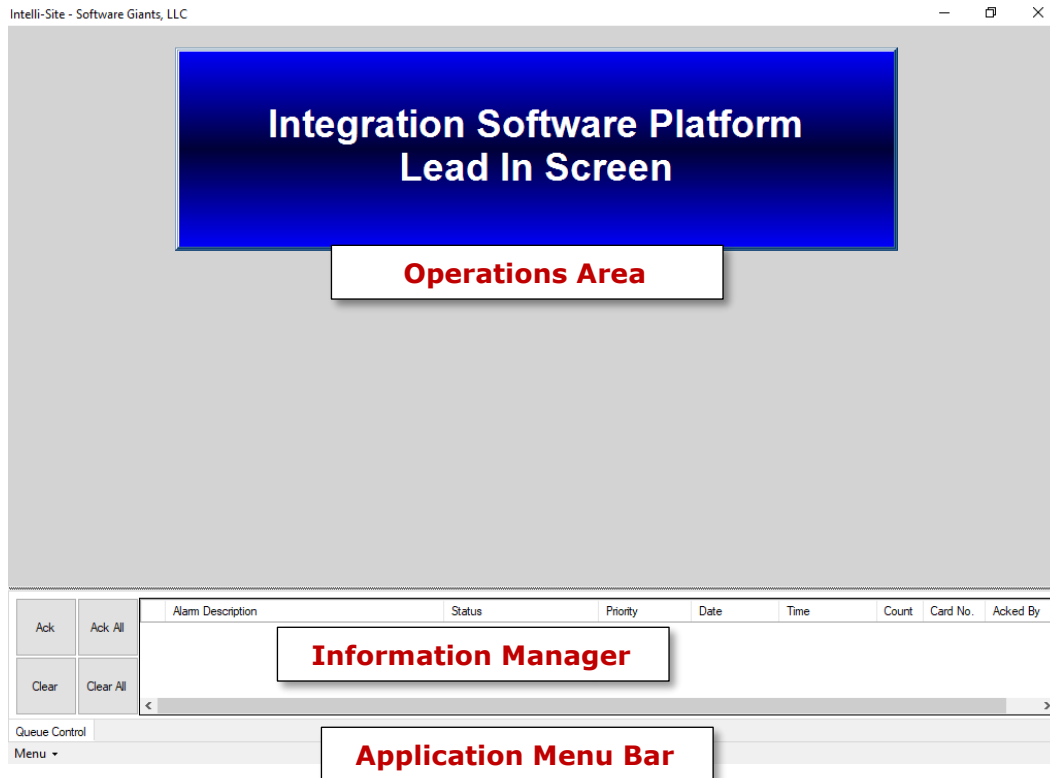 Intelli-Site - Software Giants, LLC
Integration Software Platform
Lead In Screen
Operations Area
Ack
Ack All
Alarm Description Status Priority Date Time Count Card No. Acked By
Information Manager
Clear
Clear All
Queue Control
Menu
Application Menu Bar